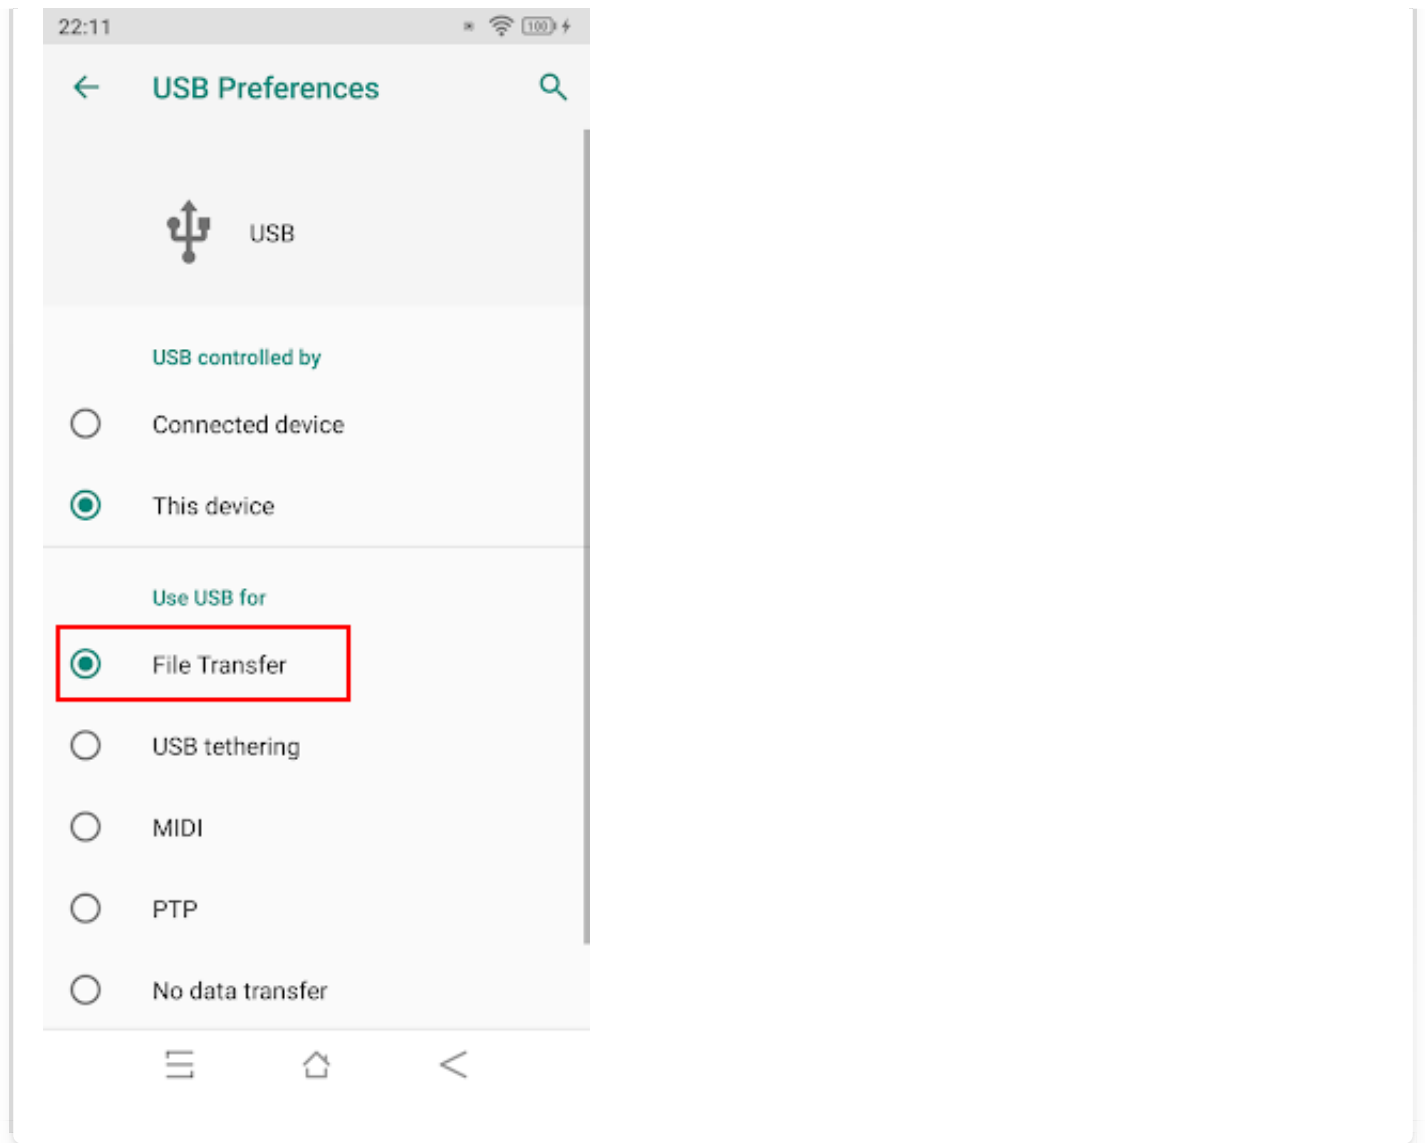 22:11
100
USB Preferences
USB
USB controlled by
Connected device
This device
Use USB for
File Transfer
USB tethering
MIDI
PTP
No data transfer